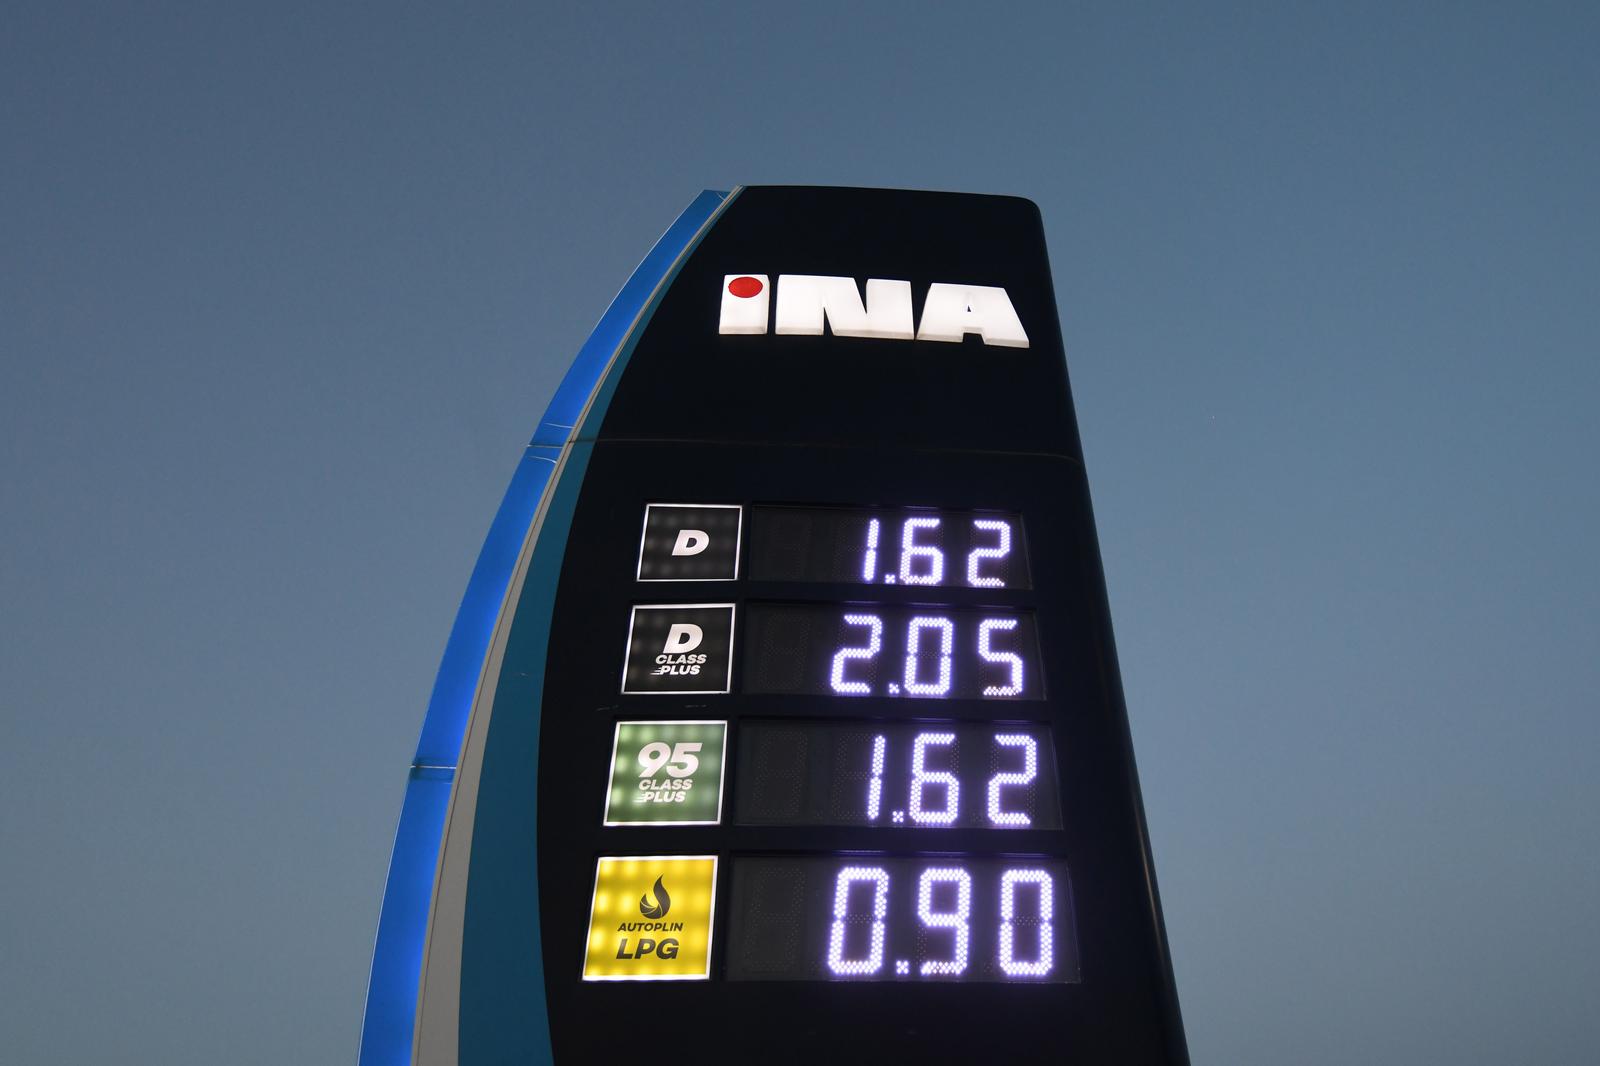 INA
D 1.62
D CLASS PLUS 2.05
95 CLASS PLUS 1.62
AUTOPLIN LPG 0.90